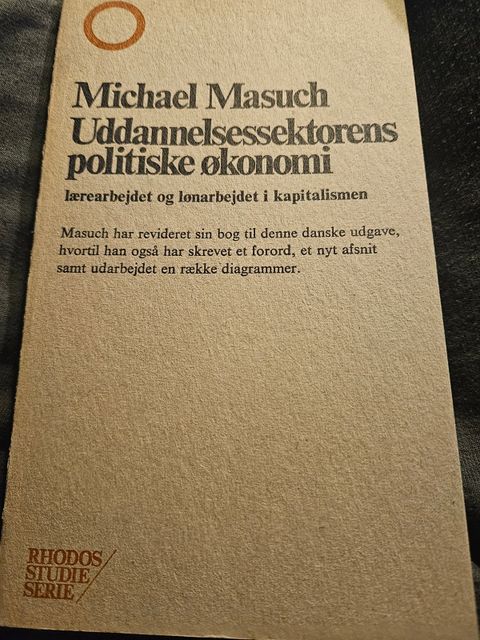 Michael Masuch
Uddannelsessektorens
politiske økonomi
lærearbejdet og lønarbejdet i kapitalismen
Masuch har revideret sin bog til denne danske udgave,
hvortil han også har skrevet et forord, et nyt afsnit
samt udarbejdet en række diagrammer.
RHODOS
STUDIE
SERIE